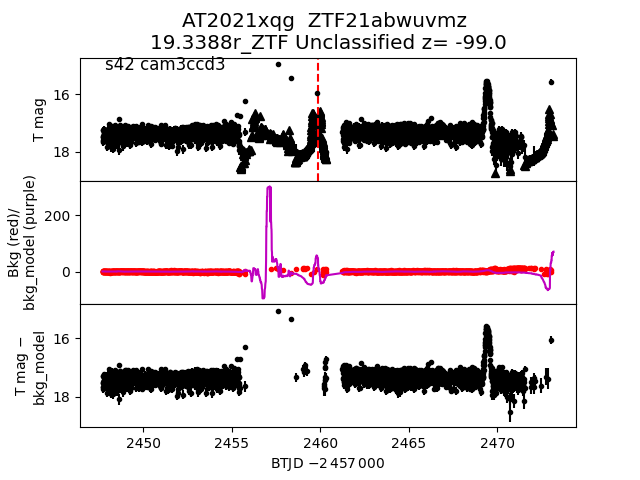 AT2021xqg  ZTF21abwuvmz
19.3388r_ZTF Unclassified z= -99.0
s42 cam3ccd3
T mag
16
18
Bkg (red)/
bkg_model (purple)
200
0
T mag −
bkg_model
16
18
2450
2455
2460
2465
2470
BTJD −2 457 000